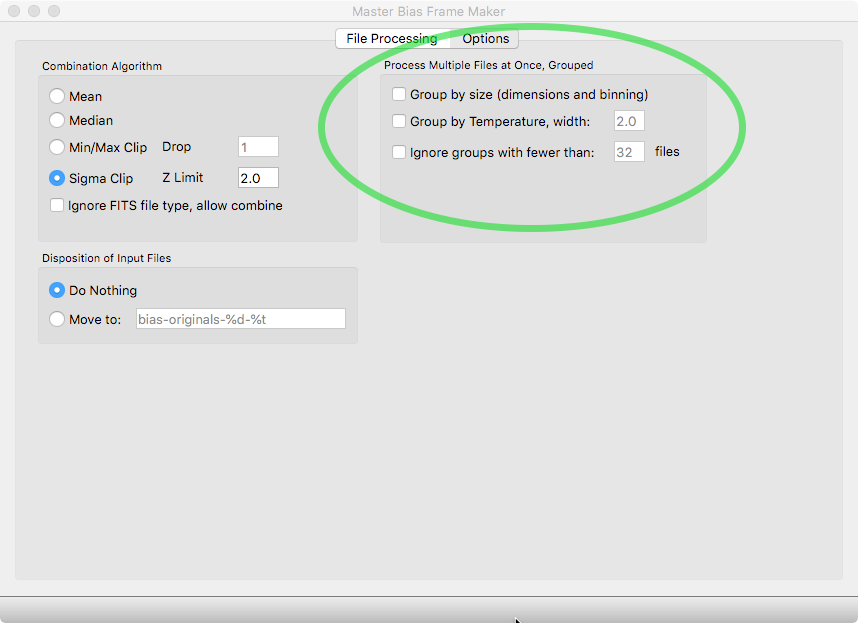 Master Bias Frame Maker
File Processing Options
Combination Algorithm
Mean
Median
Min/Max Clip Drop 1
Sigma Clip Z Limit 2.0
Ignore FITS file type, allow combine
Process Multiple Files at Once, Grouped
Group by size (dimensions and binning)
Group by Temperature, width: 2.0
Ignore groups with fewer than: 32 files
Disposition of Input Files
Do Nothing
Move to: bias-originals-%d-%t